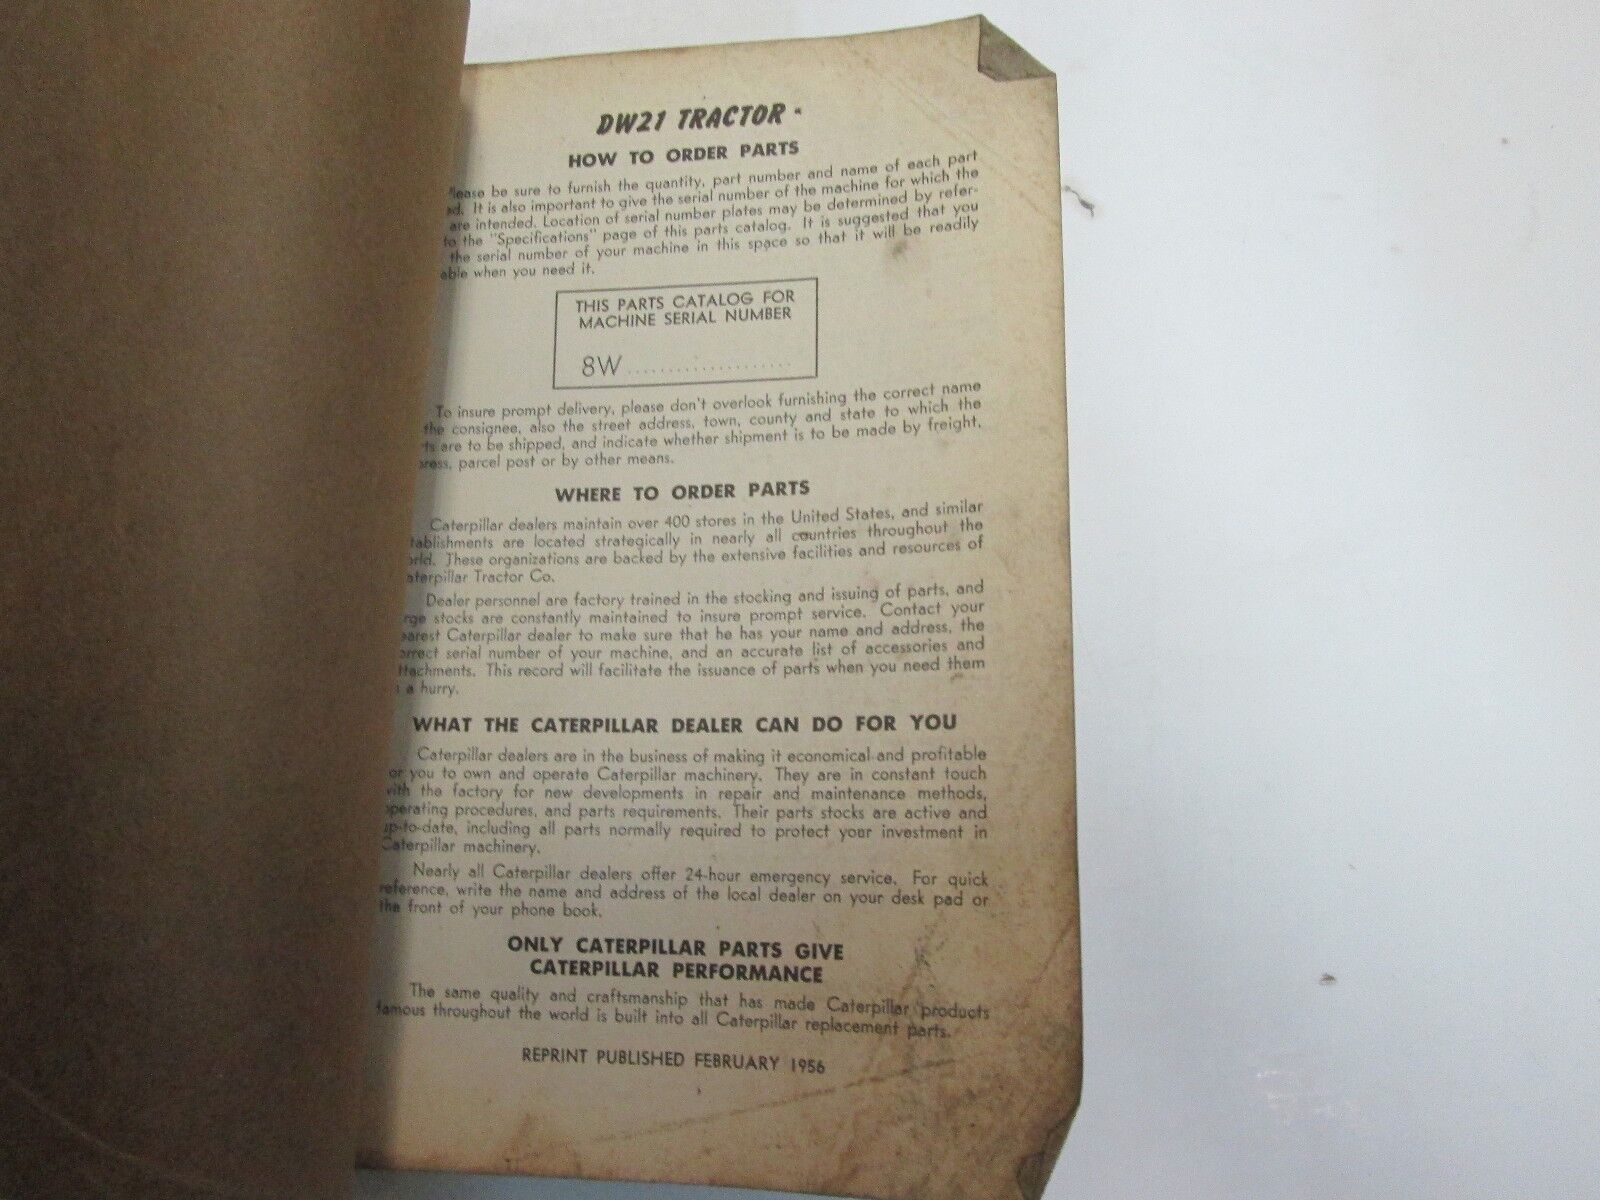 DW21 TRACTOR
HOW TO ORDER PARTS
Please be sure to furnish the quantity, part number and name of each part
It is also important to give the serial number of the machine for which the
are intended. Location of serial number plates may be determined by refer-
to the "Specifications" page of this parts catalog. It is suggested that you
the serial number of your machine in this space so that it will be readily
able when you need it.
THIS PARTS CATALOG FOR
MACHINE SERIAL NUMBER
8W ....................
To insure prompt delivery, please don't overlook furnishing the correct name
the consignee, also the street address, town, county and state to which the
are to be shipped, and indicate whether shipment is to be made by freight,
press, parcel post or by other means.
WHERE TO ORDER PARTS
Caterpillar dealers maintain over 400 stores in the United States, and similar
tablishments are located strategically in nearly all countries throughout the
orld. These organizations are backed by the extensive facilities and resources of
aterpillar Tractor Co.
Dealer personnel are factory trained in the stocking and issuing of parts, and
rge stocks are constantly maintained to insure prompt service. Contact your
earest Caterpillar dealer to make sure that he has your name and address, the
orrect serial number of your machine, and an accurate list of accessories and
ttachments. This record will facilitate the issuance of parts when you need them
a hurry.
WHAT THE CATERPILLAR DEALER CAN DO FOR YOU
Caterpillar dealers are in the business of making it economical and profitable
or you to own and operate Caterpillar machinery. They are in constant touch
with the factory for new developments in repair and maintenance methods,
operating procedures, and parts requirements. Their parts stocks are active and
up-to-date, including all parts normally required to protect your investment in
Caterpillar machinery.
Nearly all Caterpillar dealers offer 24-hour emergency service. For quick
reference, write the name and address of the local dealer on your desk pad or
the front of your phone book.
ONLY CATERPILLAR PARTS GIVE
CATERPILLAR PERFORMANCE
The same quality and craftsmanship that has made Caterpillar products
famous throughout the world is built into all Caterpillar replacement parts.
REPRINT PUBLISHED FEBRUARY 1956